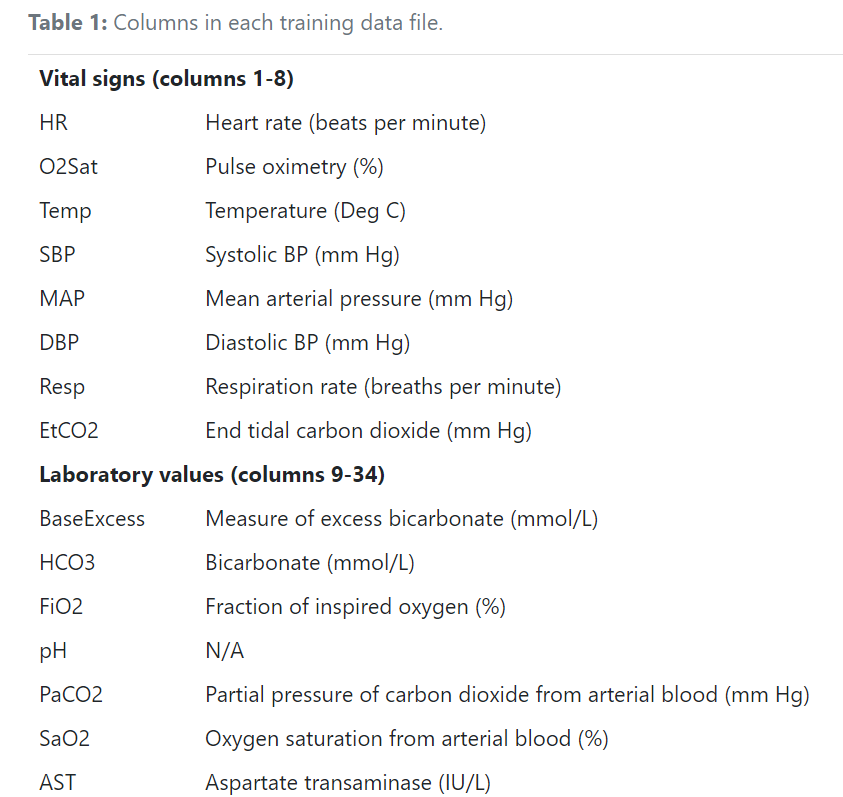 Table 1: Columns in each training data file.
Vital signs (columns 1-8)
HR Heart rate (beats per minute)
O2Sat Pulse oximetry (%)
Temp Temperature (Deg C)
SBP Systolic BP (mm Hg)
MAP Mean arterial pressure (mm Hg)
DBP Diastolic BP (mm Hg)
Resp Respiration rate (breaths per minute)
EtCO2 End tidal carbon dioxide (mm Hg)
Laboratory values (columns 9-34)
BaseExcess Measure of excess bicarbonate (mmol/L)
HCO3 Bicarbonate (mmol/L)
FiO2 Fraction of inspired oxygen (%)
pH N/A
PaCO2 Partial pressure of carbon dioxide from arterial blood (mm Hg)
SaO2 Oxygen saturation from arterial blood (%)
AST Aspartate transaminase (IU/L)